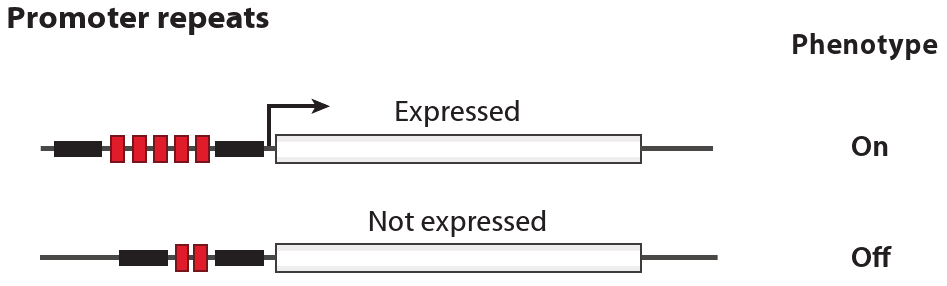 Promoter repeats
Phenotype
Expressed
On
Not expressed
Off